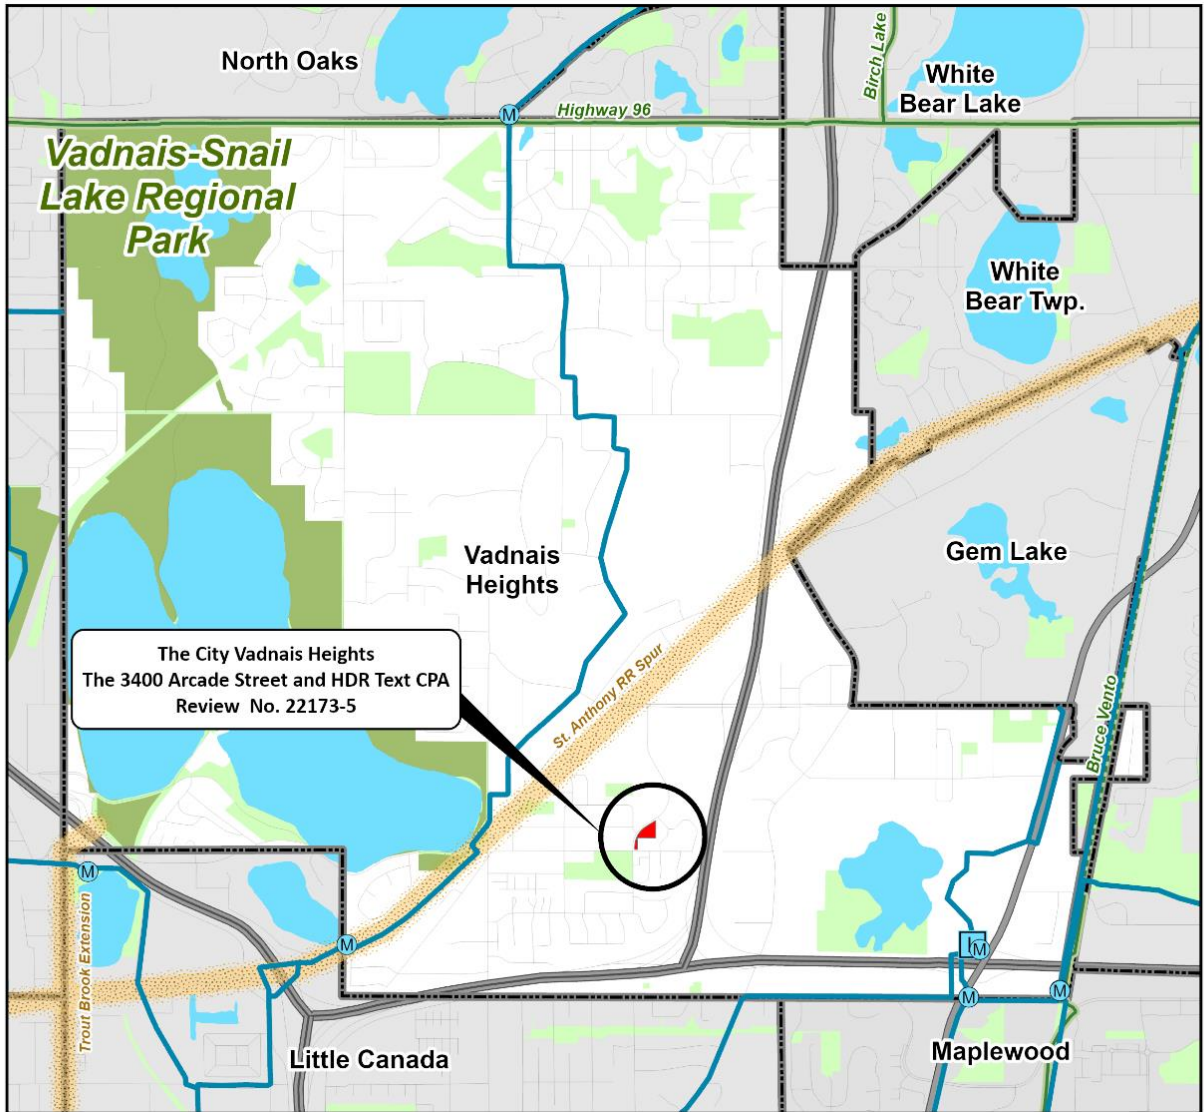 North Oaks
Birch Lake
White
Bear Lake
Highway 96
M
Vadnais-Snail
Lake Regional
Park
White
Bear Twp.
Vadnais
Heights
Gem Lake
The City Vadnais Heights
The 3400 Arcade Street and HDR Text CPA
Review No. 22173-5
St. Anthony RR Spur
Bruce Vento
M
M
M
M
M
Trout Brook Extension
Little Canada
Maplewood